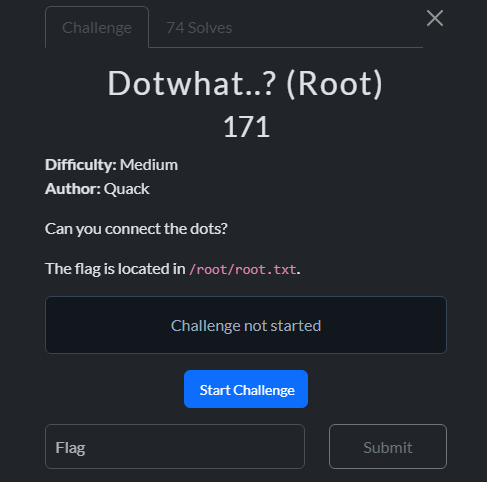 Challenge
74 Solves
Dotwhat..? (Root)
171
Difficulty: Medium
Author: Quack
Can you connect the dots?
The flag is located in /root/root.txt.
Challenge not started
Start Challenge
Flag
Submit